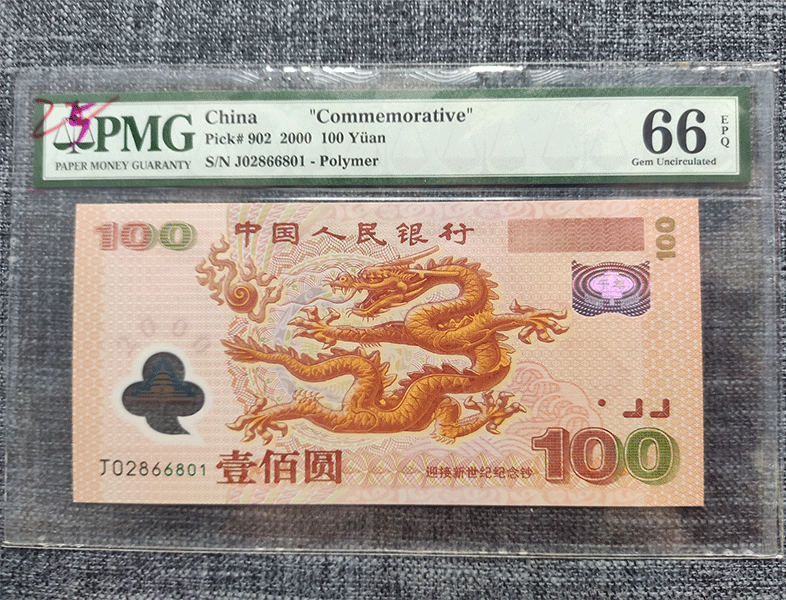 25
PMG
PAPER MONEY GUARANTY
China "Commemorative"
Pick# 902 2000 100 Yüan
S/N J02866801 - Polymer
66
EPQ
Gem Uncirculated
100 中国人民银行
100
2000
J02866801 壹佰圆
迎接新世纪纪念钞
100